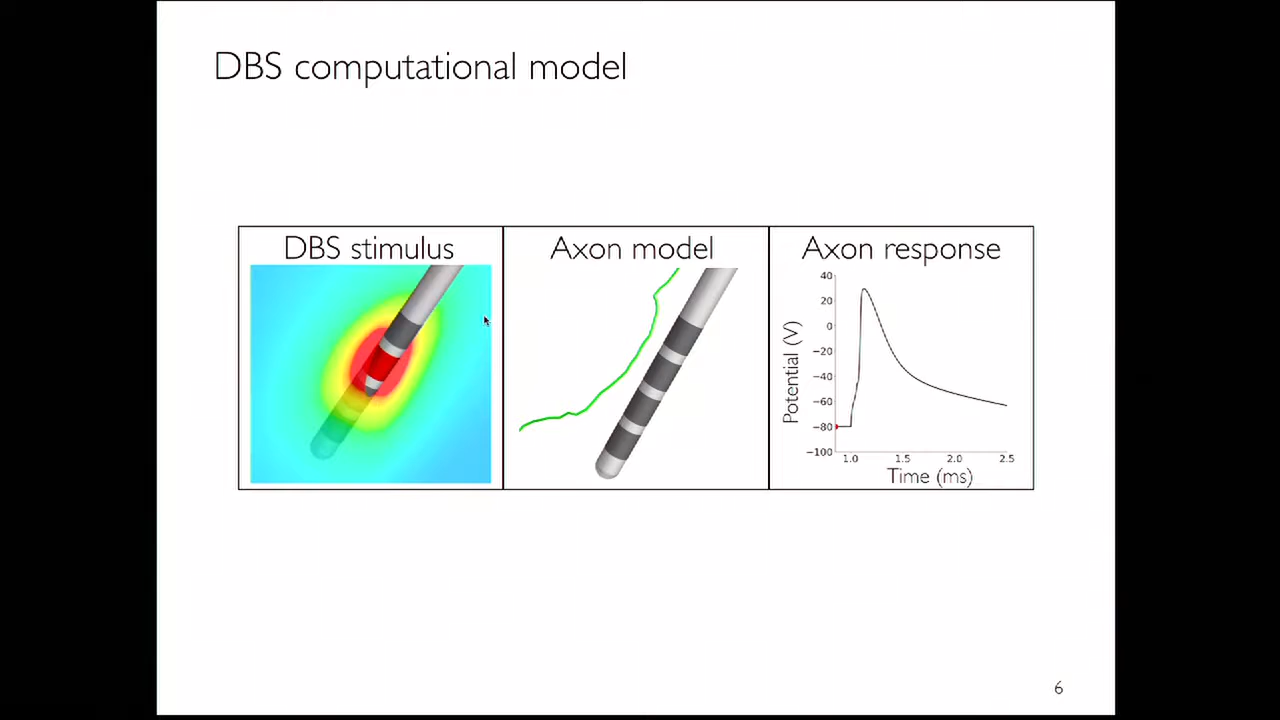 DBS computational model
DBS stimulus
Axon model
Axon response
Potential (V)
40
20
0
−20
−40
−60
−80
−100
1.0 1.5 2.0 2.5
Time (ms)
6